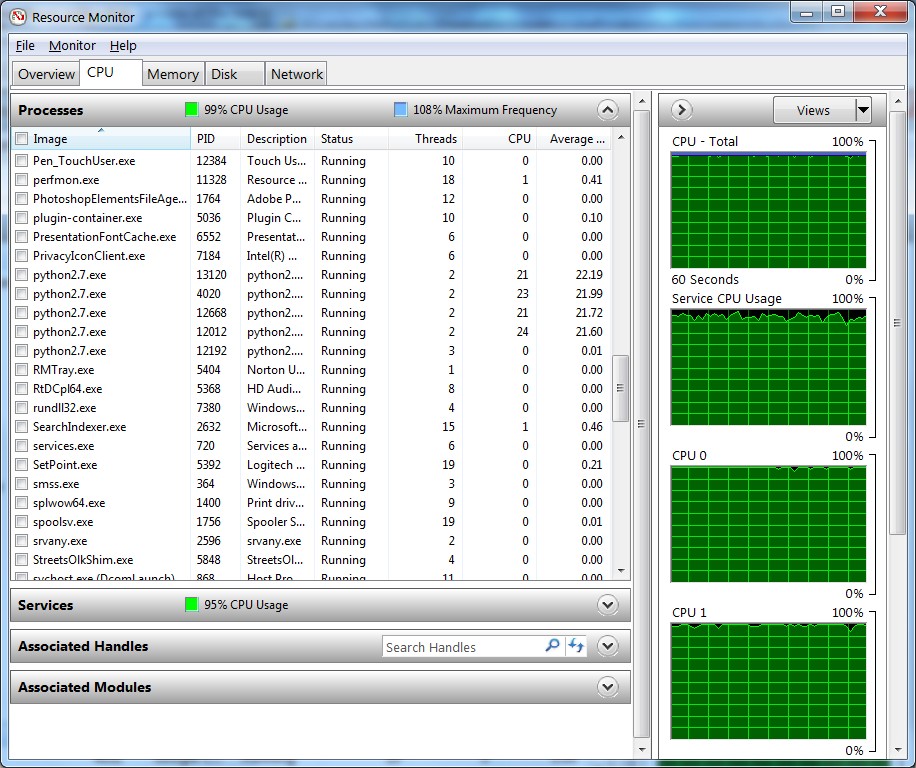 Resource Monitor
File Monitor Help
Overview CPU Memory Disk Network
Processes 99% CPU Usage 108% Maximum Frequency
Image PID Description Status Threads CPU Average ...
Pen_TouchUser.exe 12384 Touch Us... Running 10 0 0.00
perfmon.exe 11328 Resource ... Running 18 1 0.41
PhotoshopElementsFileAge... 1764 Adobe P... Running 12 0 0.00
plugin-container.exe 5036 Plugin C... Running 10 0 0.10
PresentationFontCache.exe 6552 Presentat... Running 6 0 0.00
PrivacyIconClient.exe 7184 Intel(R) ... Running 6 0 0.00
python2.7.exe 13120 python2.... Running 2 21 22.19
python2.7.exe 4020 python2.... Running 2 23 21.99
python2.7.exe 12668 python2.... Running 2 21 21.72
python2.7.exe 12012 python2.... Running 2 24 21.60
python2.7.exe 12192 python2.... Running 3 0 0.01
RMTray.exe 5404 Norton U... Running 1 0 0.00
RtDCpl64.exe 5368 HD Audi... Running 8 0 0.00
rundll32.exe 7380 Windows... Running 4 0 0.00
SearchIndexer.exe 2632 Microsoft... Running 15 1 0.46
services.exe 720 Services a... Running 6 0 0.00
SetPoint.exe 5392 Logitech ... Running 19 0 0.21
smss.exe 364 Windows... Running 3 0 0.00
splwow64.exe 1400 Print driv... Running 9 0 0.00
spoolsv.exe 1756 Spooler S... Running 19 0 0.01
srvany.exe 2596 srvany.exe Running 2 0 0.00
StreetsOlkShim.exe 5848 StreetsOl... Running 4 0 0.00
svchost.exe (DcomLaunch) 868 Host Pro... Running 11 0 0.00
Services 95% CPU Usage
Associated Handles Search Handles
Associated Modules
Views
CPU - Total 100%
60 Seconds 0%
Service CPU Usage 100%
0%
CPU 0 100%
0%
CPU 1 100%
0%